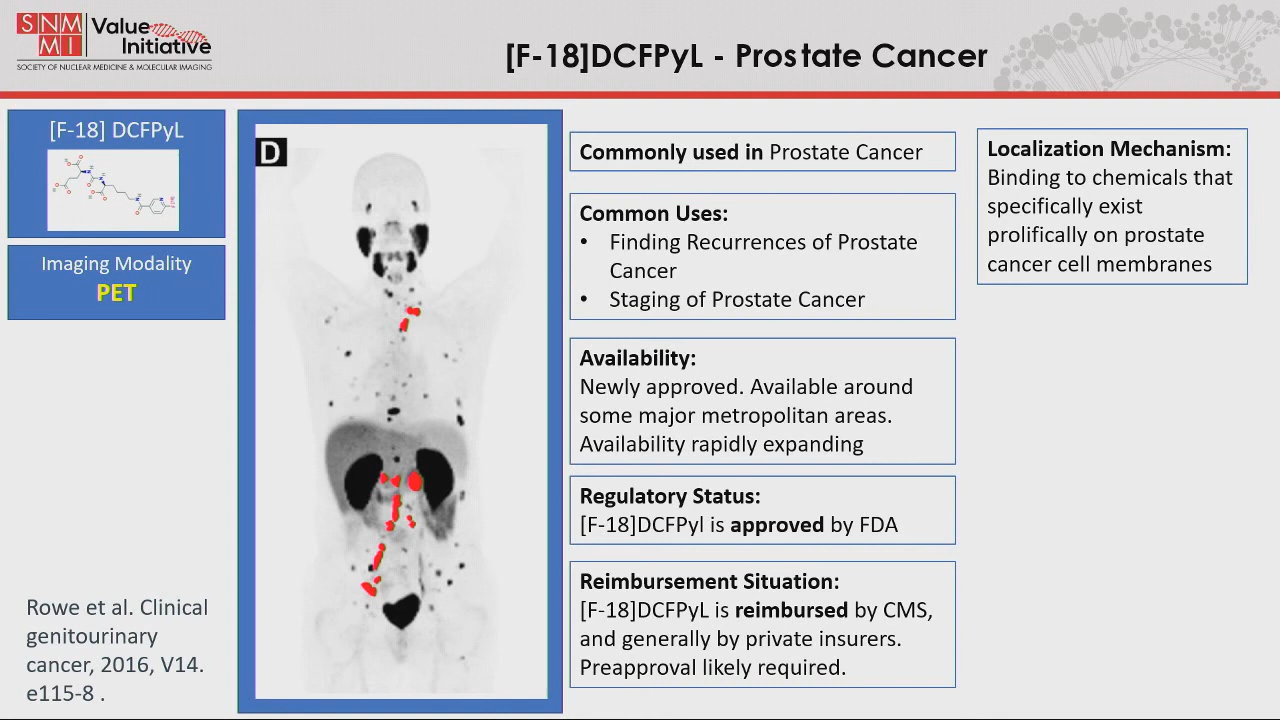 SNM
MI
Value
Initiative
SOCIETY OF NUCLEAR MEDICINE & MOLECULAR IMAGING
[F-18]DCFPyL - Prostate Cancer
[F-18] DCFPyL
Imaging Modality
PET
Rowe et al. Clinical
genitourinary
cancer, 2016, V14.
e115-8 .
D
Commonly used in Prostate Cancer
Common Uses:
• Finding Recurrences of Prostate
Cancer
• Staging of Prostate Cancer
Availability:
Newly approved. Available around
some major metropolitan areas.
Availability rapidly expanding
Regulatory Status:
[F-18]DCFPyl is approved by FDA
Reimbursement Situation:
[F-18]DCFPyL is reimbursed by CMS,
and generally by private insurers.
Preapproval likely required.
Localization Mechanism:
Binding to chemicals that
specifically exist
prolifically on prostate
cancer cell membranes